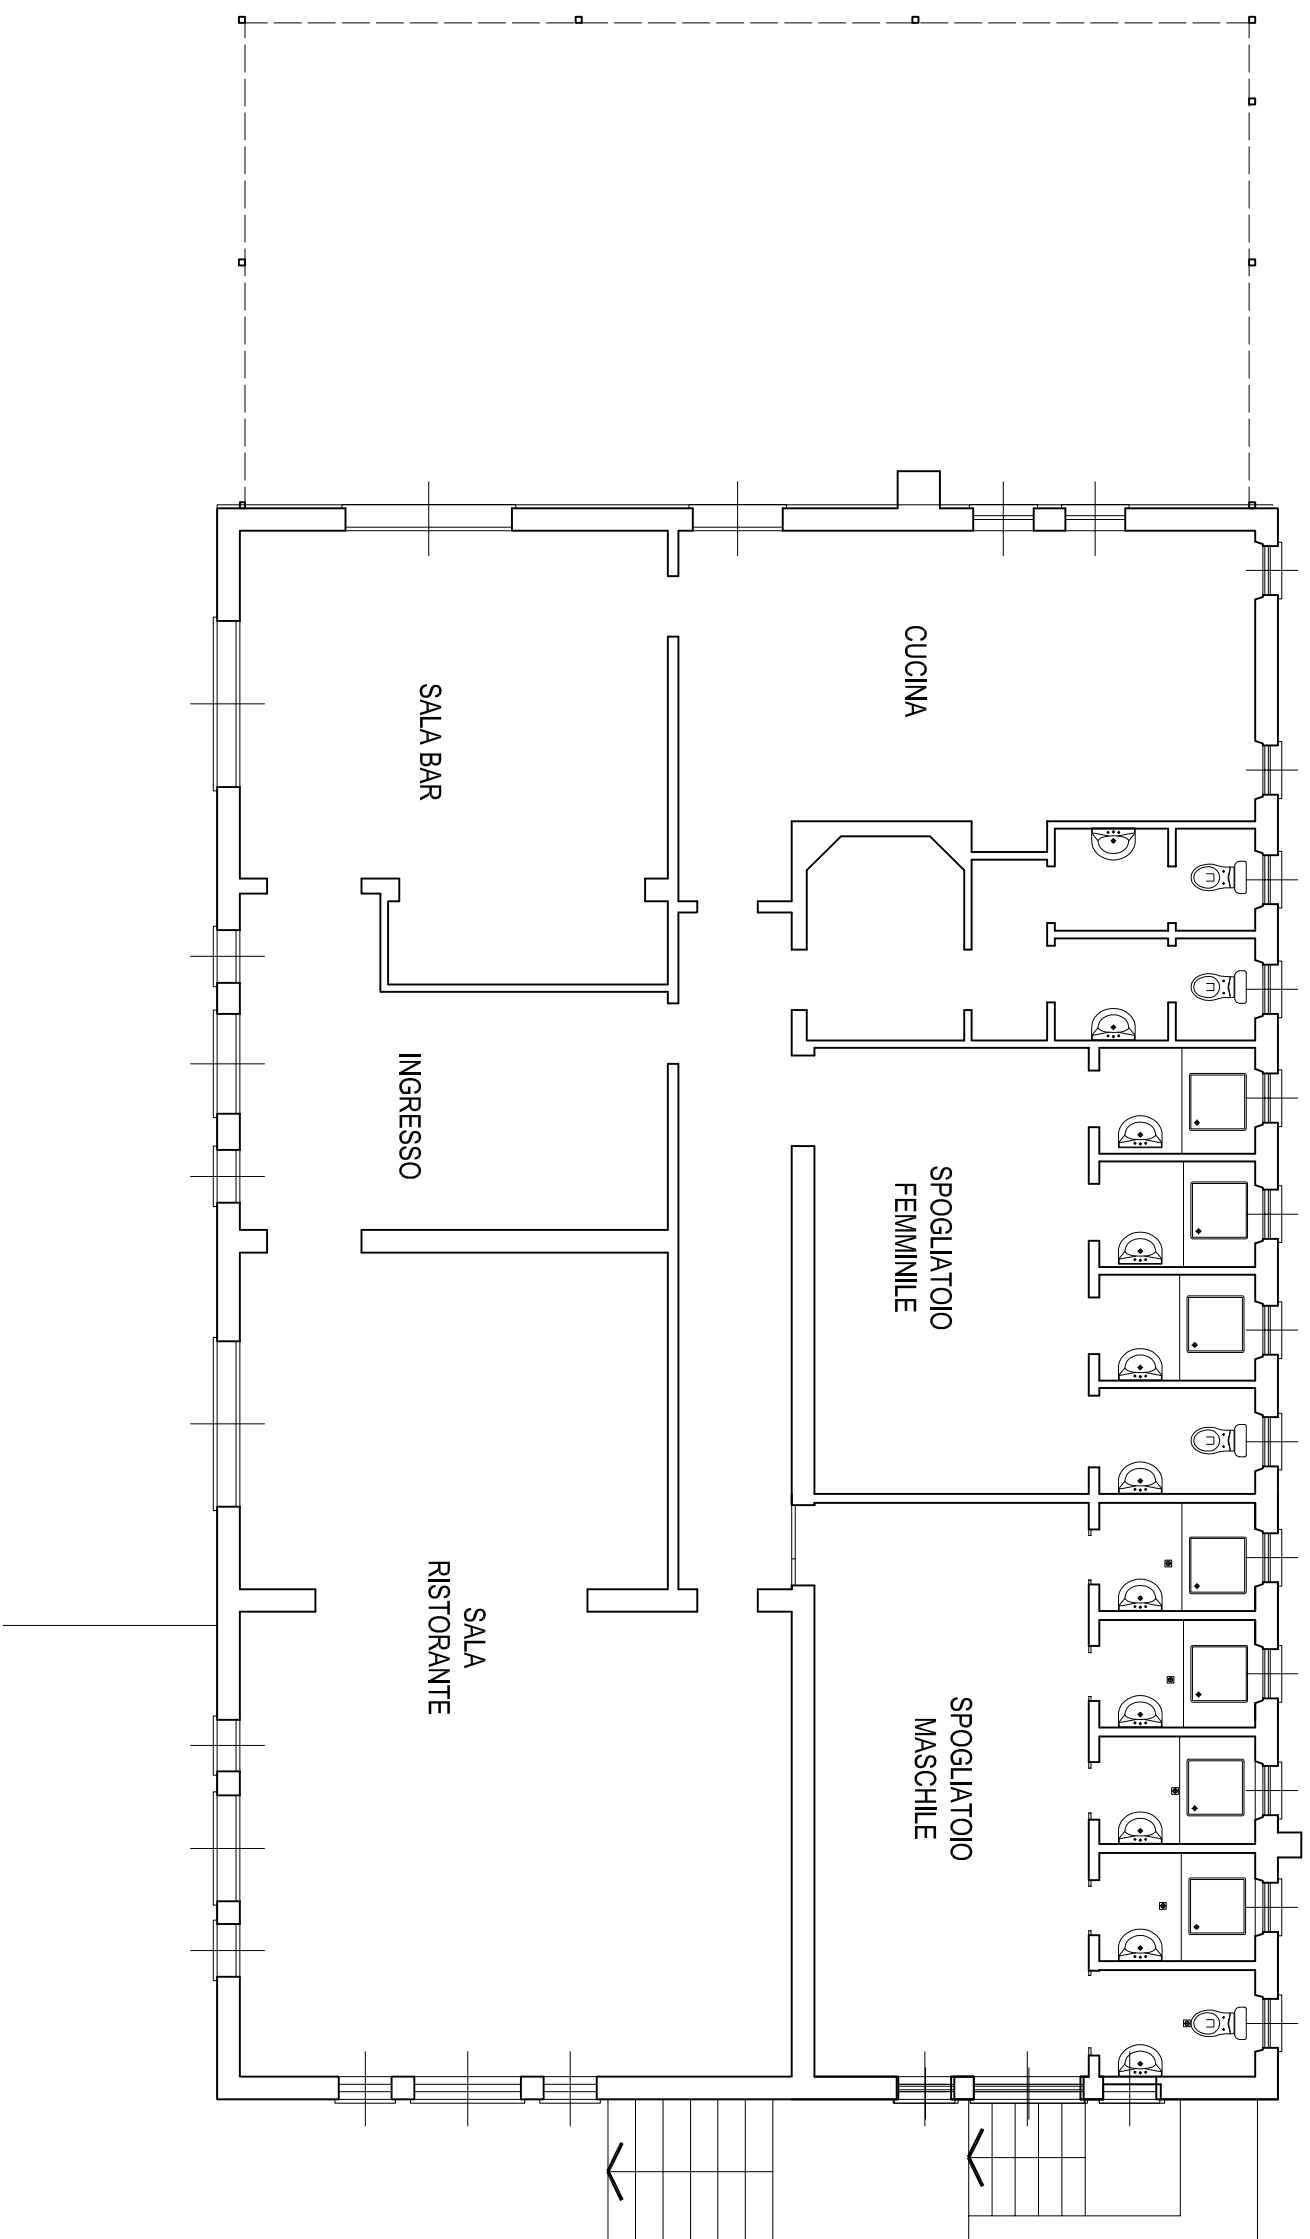 CUCINA
SALA BAR
INGRESSO
SPOGLIATOIO
FEMMINILE
SALA
RISTORANTE
SPOGLIATOIO
MASCHILE